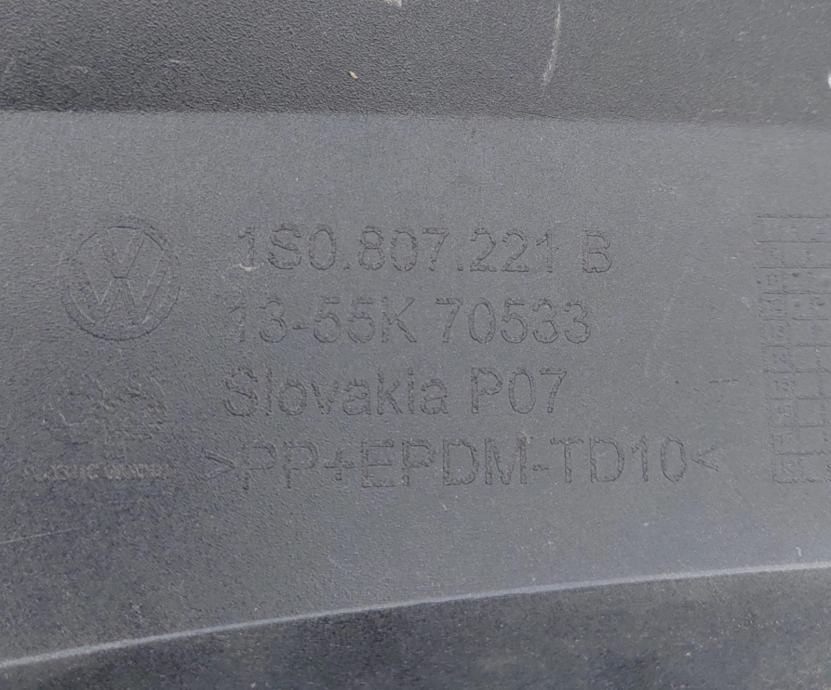 1S0.807.221 B
13-55K 70533
Slovakia P07
>PP+EPDM-TD10<